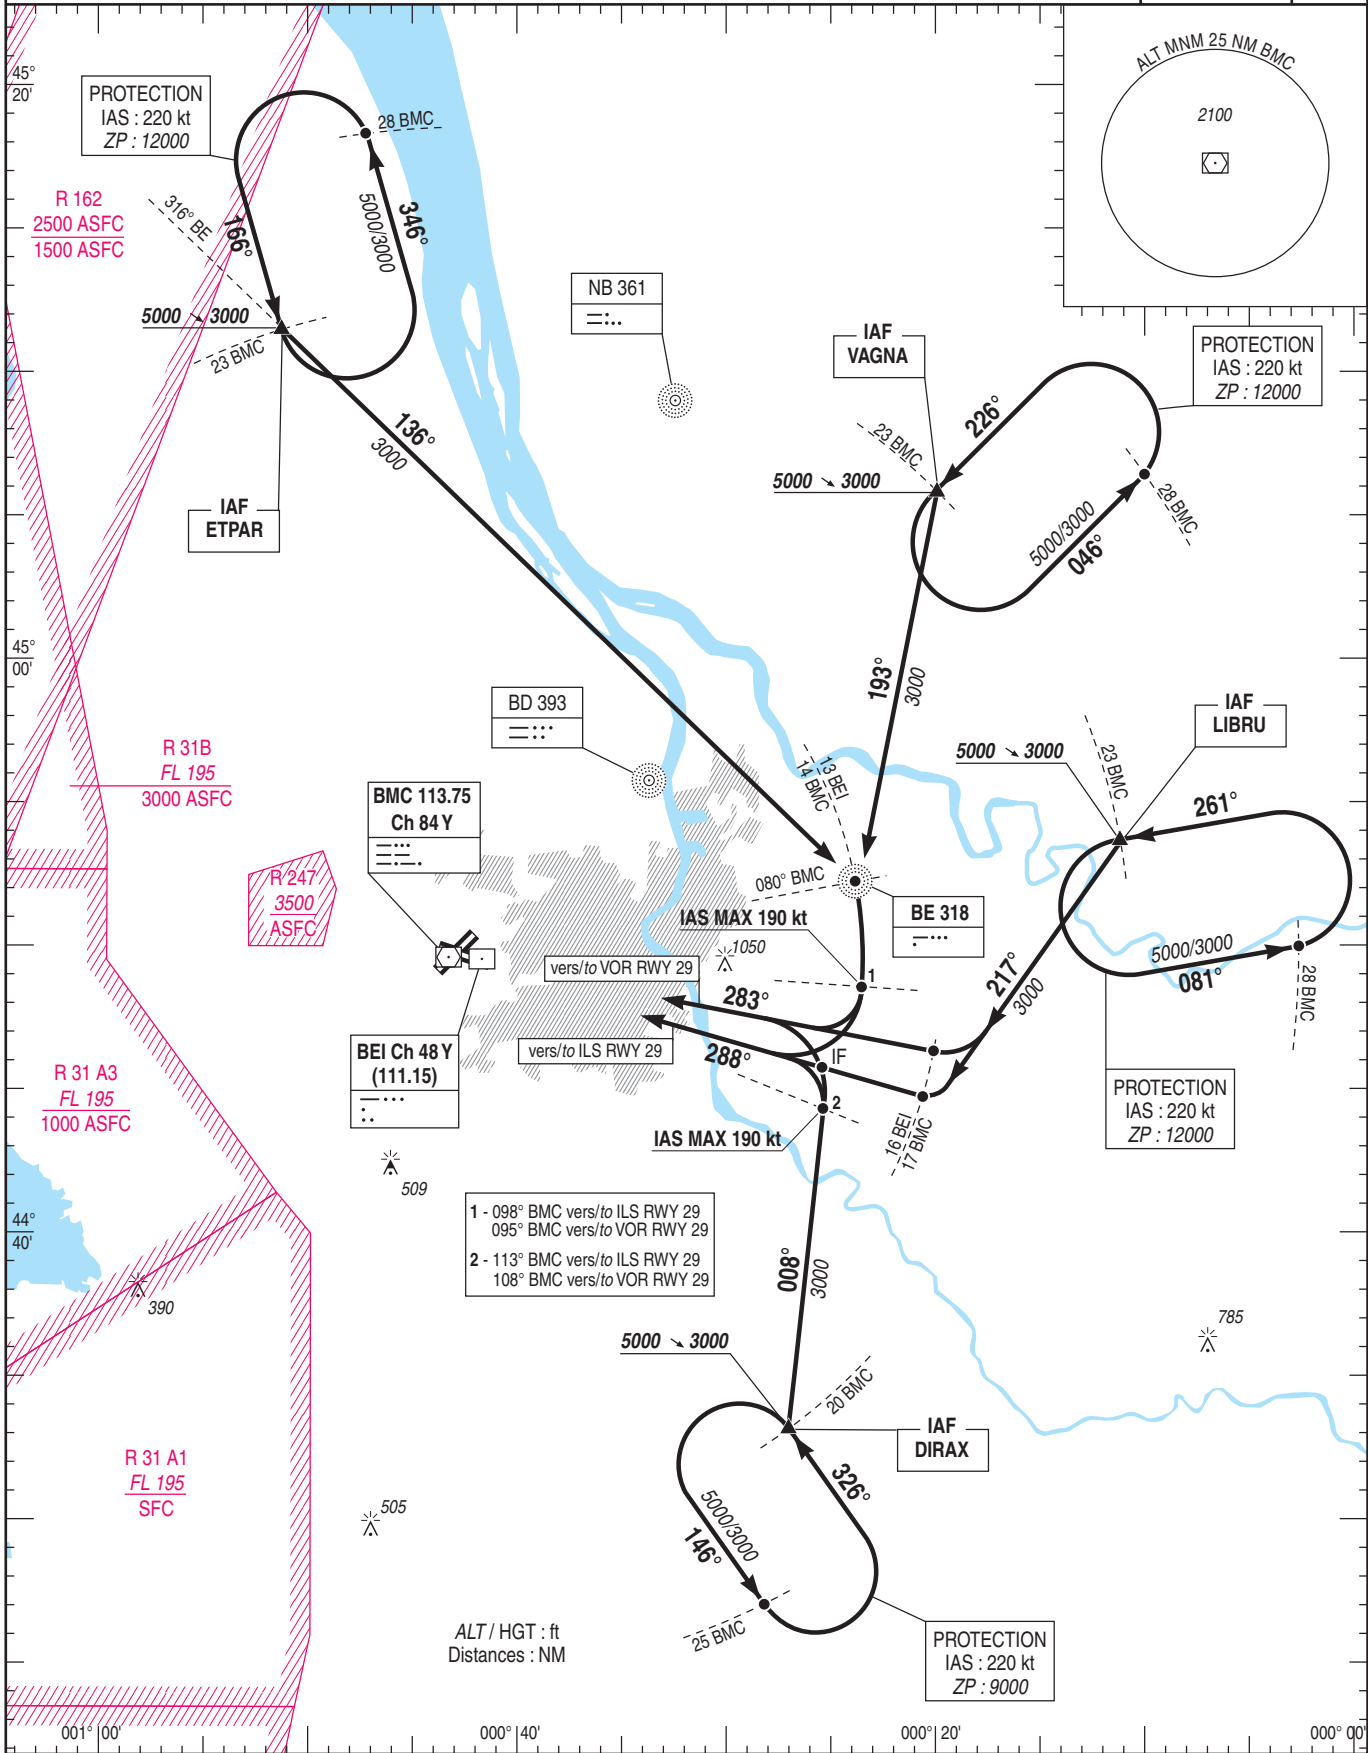 45°
20'
PROTECTION
IAS : 220 kt
ZP : 12000
28 BMC
ALT MNM 25 NM BMC
2100
R 162
2500 ASFC
1500 ASFC
316° BE
166°
346°
5000/3000
5000 ↘ 3000
23 BMC
NB 361
IAF
VAGNA
PROTECTION
IAS : 220 kt
ZP : 12000
136°
3000
226°
23 BMC
5000 ↘ 3000
28 BMC
5000/3000
046°
IAF
ETPAR
45°
00'
193°
3000
BD 393
IAF
LIBRU
5000 ↘ 3000
23 BMC
R 31B
FL 195
3000 ASFC
13 BEI
14 BMC
261°
BMC 113.75
Ch 84 Y
R 247
3500
ASFC
080° BMC
BE 318
IAS MAX 190 kt
1050
5000/3000
081°
28 BMC
vers/to VOR RWY 29
1
283°
217°
3000
vers/to ILS RWY 29
288°
IF
BEI Ch 48 Y
(111.15)
R 31 A3
FL 195
1000 ASFC
2
PROTECTION
IAS : 220 kt
ZP : 12000
IAS MAX 190 kt
16 BEI
17 BMC
509
1 - 098° BMC vers/to ILS RWY 29
095° BMC vers/to VOR RWY 29
2 - 113° BMC vers/to ILS RWY 29
108° BMC vers/to VOR RWY 29
44°
40'
008°
3000
390
785
5000 ↘ 3000
20 BMC
IAF
DIRAX
R 31 A1
FL 195
SFC
326°
5000/3000
146°
505
25 BMC
ALT / HGT : ft
Distances : NM
PROTECTION
IAS : 220 kt
ZP : 9000
001° 00'
000° 40'
000° 20'
000° 00'